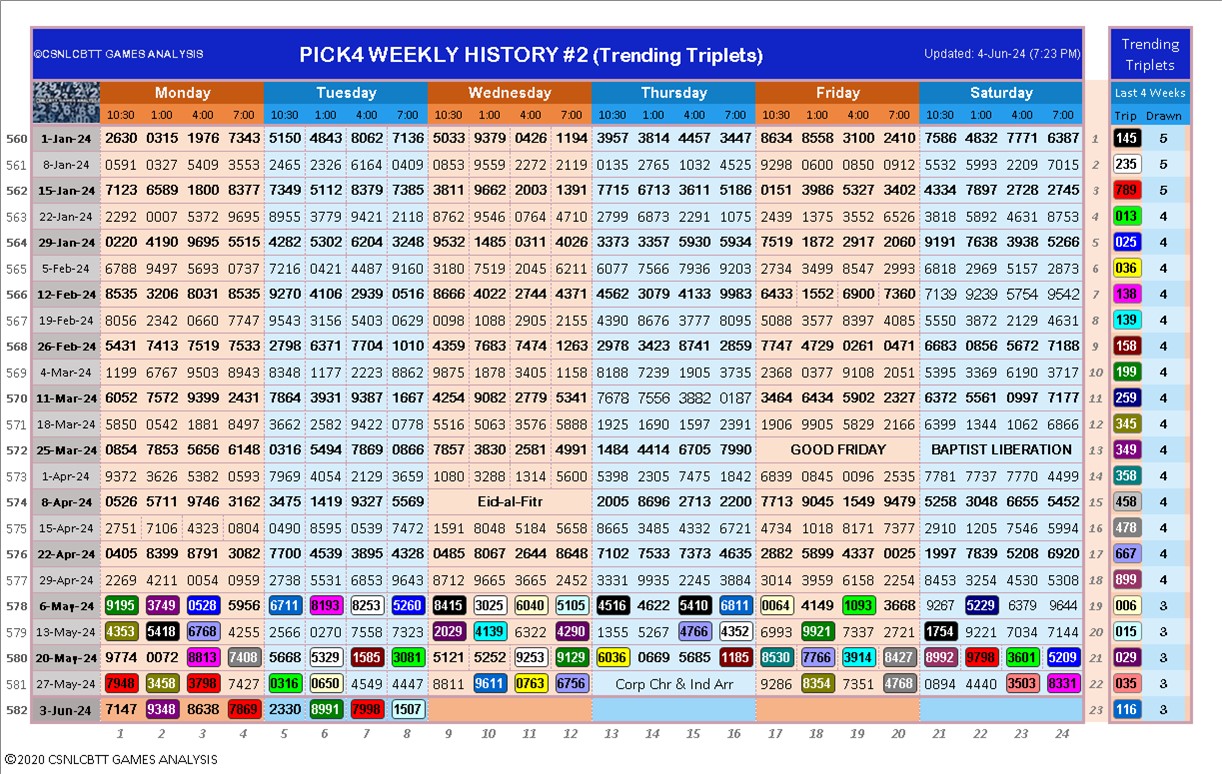 ©CSNLCBTT GAMES ANALYSIS PICK4 WEEKLY HISTORY #2 (Trending Triplets) Updated: 4-Jun-24 (7:23 PM) Trending Triplets
Monday Tuesday Wednesday Thursday Friday Saturday Last 4 Weeks
10:30 1:00 4:00 7:00 10:30 1:00 4:00 7:00 10:30 1:00 4:00 7:00 10:30 1:00 4:00 7:00 10:30 1:00 4:00 7:00 10:30 1:00 4:00 7:00 Trip Drawn
560 1-Jan-24 2630 0315 1976 7343 5150 4843 8062 7136 5033 9379 0426 1194 3957 3814 4457 3447 8634 8558 3100 2410 7586 4832 7771 6387 1 145 5
561 8-Jan-24 0591 0327 5409 3553 2465 2326 6164 0409 8353 9559 2272 2119 0135 2765 1032 4525 9298 0600 0850 0912 5532 5993 2209 7015 2 235 5
562 15-Jan-24 7123 6589 1800 8377 7349 5112 8379 7385 3811 9662 2003 1391 7715 6713 3611 5186 0151 3986 5327 3402 4334 7897 2728 2745 3 789 5
563 22-Jan-24 2292 0007 5372 9695 8955 3779 9421 2118 8762 9546 0764 4710 2799 6873 2291 1075 2439 1375 3552 6526 3818 5892 4631 8753 4 013 4
564 29-Jan-24 0220 4190 9695 5515 4282 5302 6204 3248 9532 1485 0311 4026 3373 3357 5930 5934 7519 1872 2917 2060 9191 7638 3938 5266 5 025 4
565 5-Feb-24 6788 9497 5693 0737 7216 0421 4487 9160 3180 7519 2045 6211 6077 7566 7936 9203 2734 3499 8547 2993 6818 2969 5157 2873 6 036 4
566 12-Feb-24 8535 3206 8031 8535 9270 4106 2939 0516 8666 4022 2744 4371 4562 3079 4133 9983 6433 1552 6900 7360 7139 9239 5754 9542 7 138 4
567 19-Feb-24 8056 2342 0660 7747 9543 3156 5403 0629 6098 1088 2905 2155 4390 8676 3777 8095 5088 3577 8397 4085 5550 3872 2129 4631 8 139 4
568 26-Feb-24 5431 7413 7519 7533 2798 6371 7704 1010 4359 7683 7474 1263 2978 3423 8741 2859 7747 4729 0261 0471 6683 0856 5672 7188 9 158 4
569 4-Mar-24 1199 6767 9503 8943 8348 1177 2223 8862 9875 1878 3405 1158 8188 7239 1905 3735 2368 0377 9108 2051 5395 3369 6190 3717 10 199 4
570 11-Mar-24 6052 7572 9399 2431 7864 3931 9387 1667 4254 9082 2779 5341 7678 7556 3882 0187 3464 6434 5902 2327 6372 5561 0997 7177 11 259 4
571 18-Mar-24 5850 0542 1881 8497 3662 2582 9422 0775 5516 5063 3576 5888 1925 1690 1597 2391 1906 9905 5829 2166 6399 1344 1062 6866 12 345 4
572 25-Mar-24 0854 7853 5656 6148 0316 5494 7869 0866 7857 3830 2581 4991 1484 4414 6705 7990 GOOD FRIDAY BAPTIST LIBERATION 13 349 4
573 1-Apr-24 9372 3626 5382 0593 7969 4054 2129 3659 1080 3288 1314 5600 5398 2305 7475 1842 6839 0845 0096 2535 7781 7737 7770 4499 14 358 4
574 8-Apr-24 0526 5711 9746 3162 3475 1419 9327 5569 Eid-al-Fitr 2005 8696 2713 2200 7713 9045 1549 9479 5258 3048 6655 5452 15 458 4
575 15-Apr-24 2751 7106 4323 0804 0490 8595 0539 7472 1591 8048 5184 5658 8665 3485 4332 6721 4734 1018 8171 7377 2910 1205 7546 5994 16 478 4
576 22-Apr-24 0405 8399 8791 3082 7700 4539 3895 4328 0485 8067 2644 8648 7102 7533 7373 4635 2882 5899 4337 0025 1997 7839 5208 6920 17 667 4
577 29-Apr-24 2269 4211 0054 0959 2738 5531 6853 9643 8712 9665 3665 2452 3331 9935 2245 3884 3014 3959 6158 2254 8453 3254 4530 5308 18 899 4
578 6-May-24 9195 3749 0528 5956 6711 8193 8253 5260 8415 3025 6040 5105 4516 4622 5410 6811 0064 4149 1093 3668 9267 5229 6379 9644 19 006 3
579 13-May-24 4353 5418 6768 4255 2566 0270 7558 7323 2029 4139 6322 4290 1355 5267 4766 4352 6993 9921 7337 2721 1754 9221 7034 7144 20 015 3
580 20-May-24 9774 0072 8813 7408 5668 5329 1585 3081 5121 5252 9253 9129 6036 0669 5685 1185 8530 7766 3914 8427 8992 9798 3601 5209 21 029 3
581 27-May-24 7948 3458 3798 7427 0316 0650 4549 4447 8811 9611 0763 6756 Corp Chr & Ind Arr 9286 8354 7351 4768 0894 4440 3503 8331 22 035 3
582 3-Jun-24 7147 9348 8638 7869 2330 8991 7998 1507 23 116 3
1 2 3 4 5 6 7 8 9 10 11 12 13 14 15 16 17 18 19 20 21 22 23 24
©2020 CSNLCBTT GAMES ANALYSIS